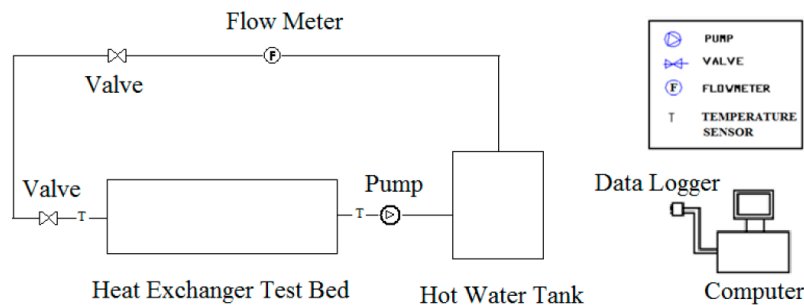 Flow Meter
F
Valve
PUMP
VALVE
F FLOWMETER
T TEMPERATURE
SENSOR
Valve
T
Pump
T
Data Logger
Heat Exchanger Test Bed
Hot Water Tank
Computer